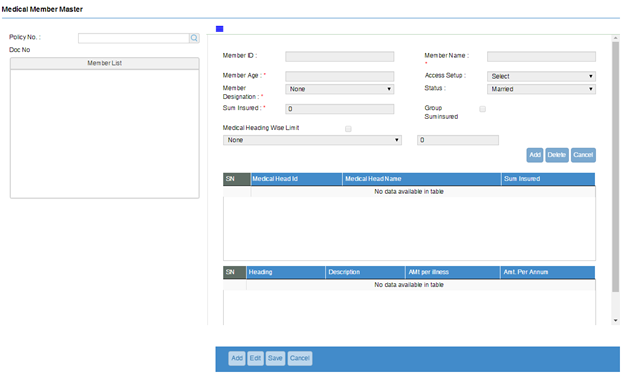 Medical Member Master
Policy No. :
Doc No
Member List
Member ID : Member Name : *
Member Age : * Access Setup : Select
Member Designation : * None Status : Married
Sum Insured : * 0 Group Suminsured
Medical Heading Wise Limit
None 0
Add Delete Cancel
SN Medical Head Id Medical Head Name Sum Insured
No data available in table
SN Heading Description AMt per illness Amt. Per Annum
No data available in table
Add Edit Save Cancel